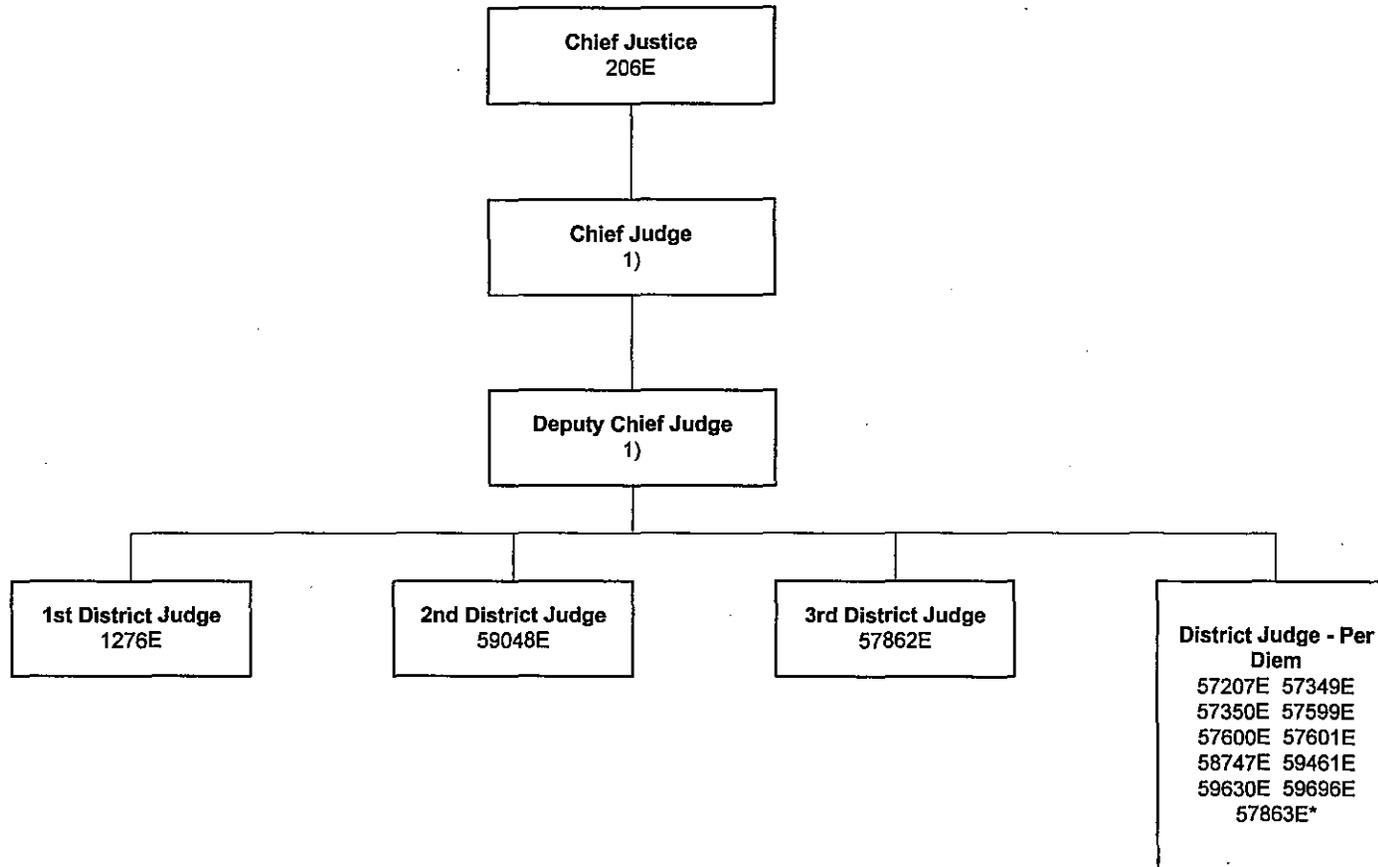 Chief Justice
206E
Chief Judge
1)
Deputy Chief Judge
1)
1st District Judge
1276E
2nd District Judge
59048E
3rd District Judge
57862E
District Judge - Per
Diem
57207E 57349E
57350E 57599E
57600E 57601E
58747E 59461E
59630E 59696E
57863E*